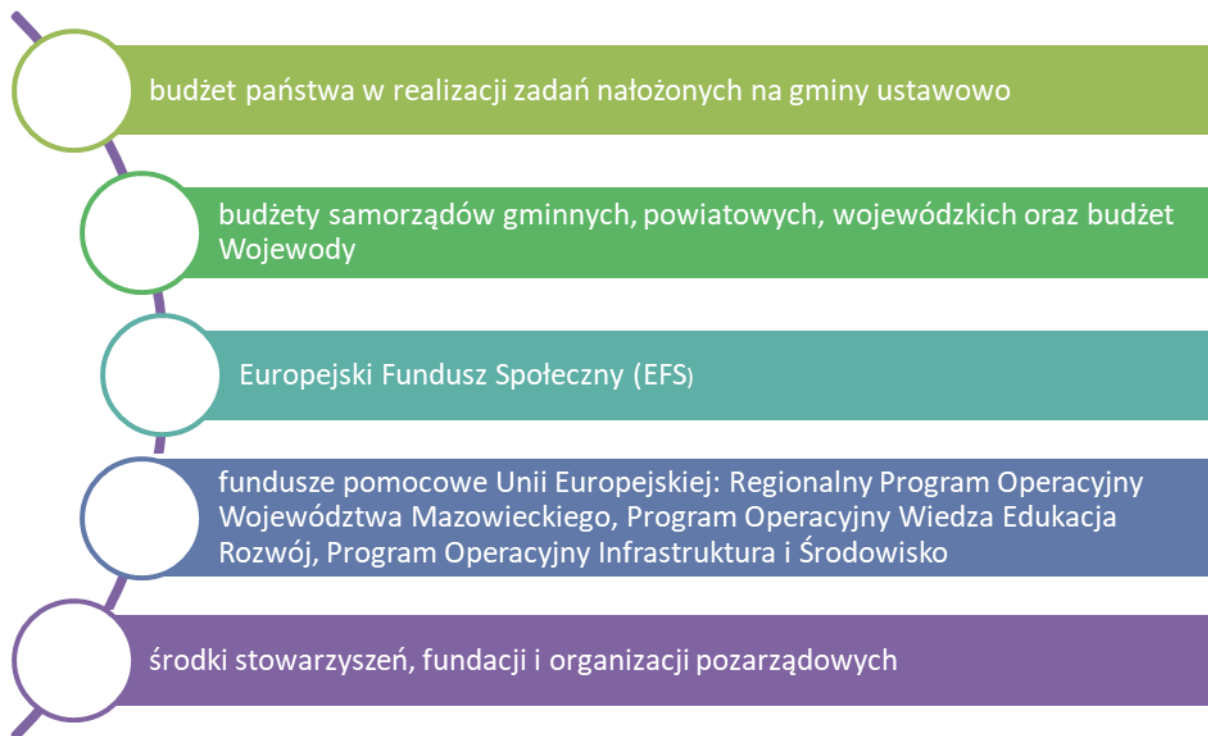 budżet państwa w realizacji zadań nałożonych na gminy ustawowo
budżety samorządów gminnych, powiatowych, wojewódzkich oraz budżet
Wojewody
Europejski Fundusz Społeczny (EFS)
fundusze pomocowe Unii Europejskiej: Regionalny Program Operacyjny
Województwa Mazowieckiego, Program Operacyjny Wiedza Edukacja
Rozwój, Program Operacyjny Infrastruktura i Środowisko
środki stowarzyszeń, fundacji i organizacji pozarządowych